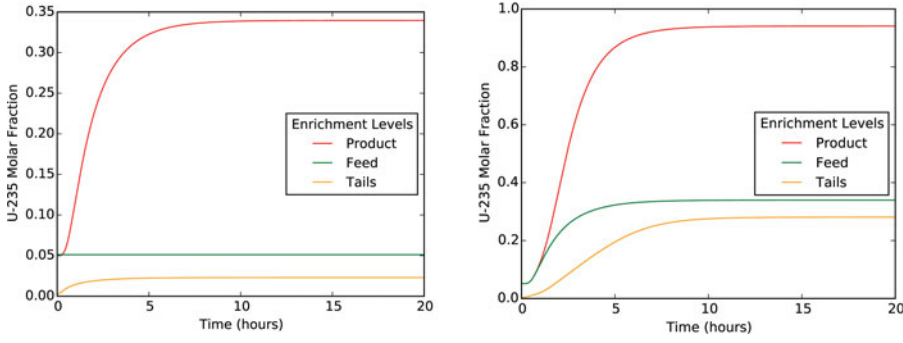 0.35
0.30
0.25
0.20
0.15
0.10
0.05
0.00
U-235 Molar Fraction
Enrichment Levels
Product
Feed
Tails
0 5 10 15 20
Time (hours)
1.0
0.8
0.6
0.4
0.2
0.0
U-235 Molar Fraction
Enrichment Levels
Product
Feed
Tails
0 5 10 15 20
Time (hours)